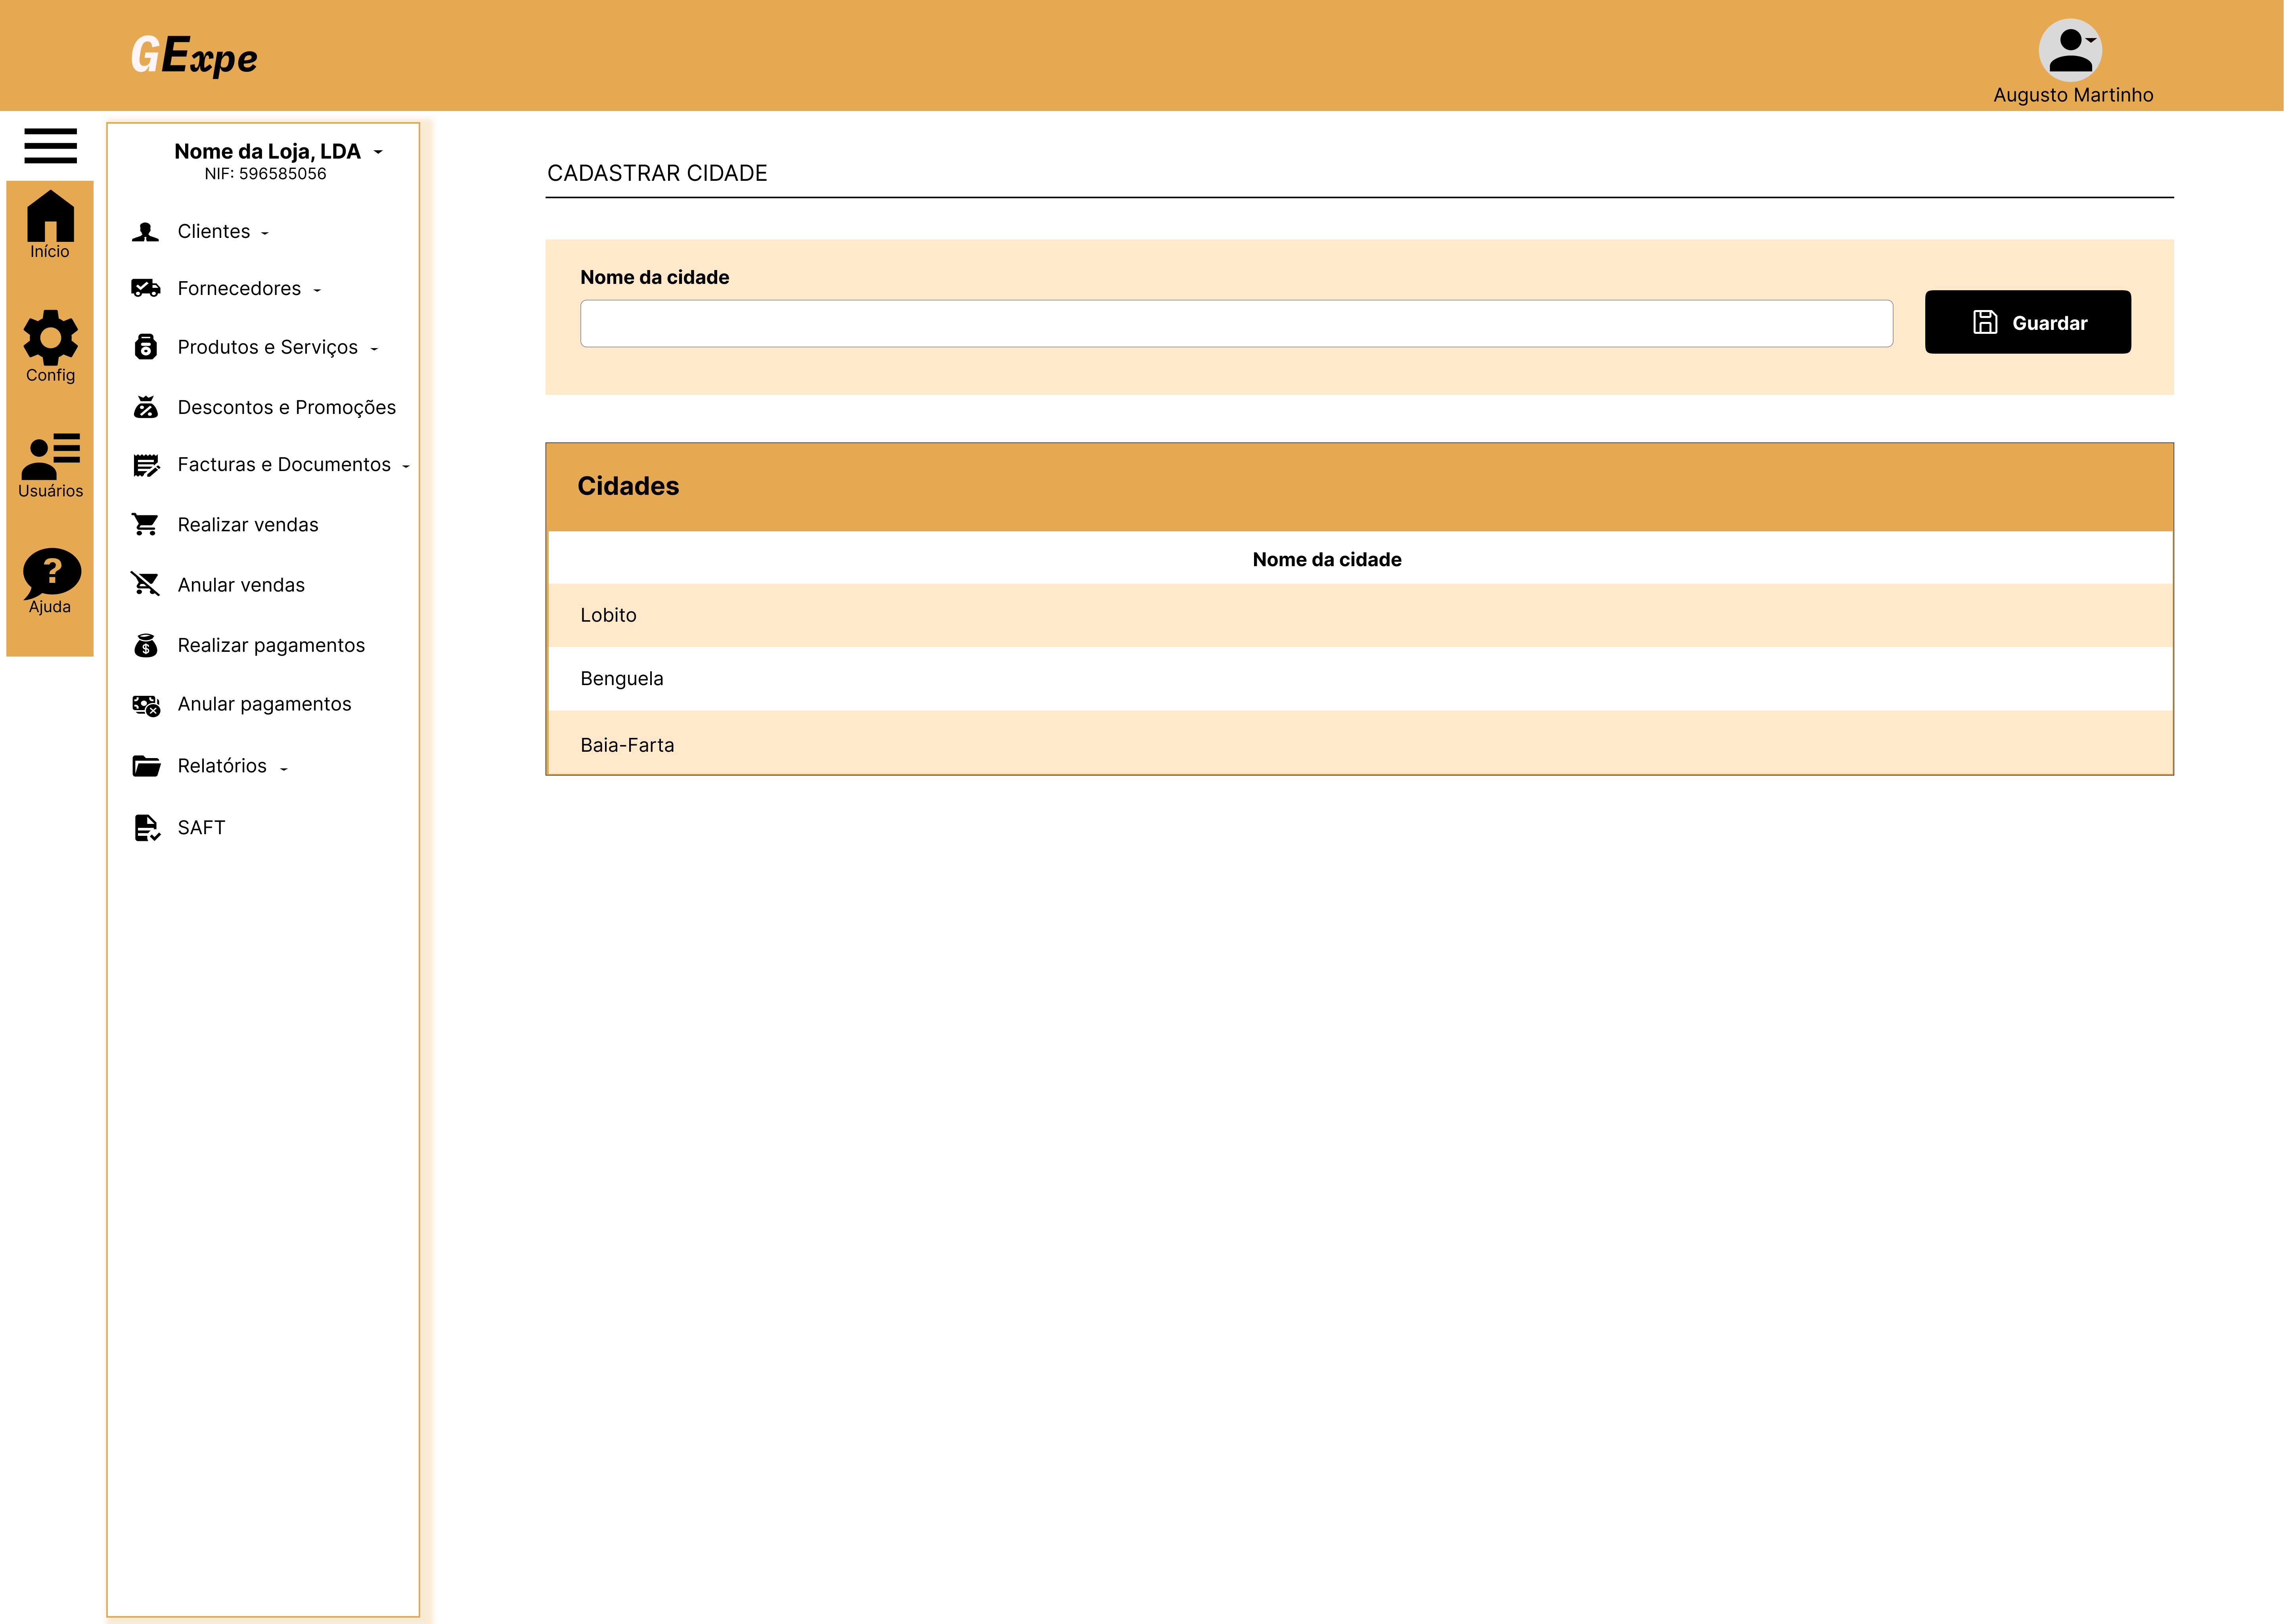 GExpe
Augusto Martinho
Início
Config
Usuários
Ajuda
Nome da Loja, LDA
NIF: 596585056
Clientes
Fornecedores
Produtos e Serviços
Descontos e Promoções
Facturas e Documentos
Realizar vendas
Anular vendas
Realizar pagamentos
Anular pagamentos
Relatórios
SAFT
CADASTRAR CIDADE
Nome da cidade
Guardar
Cidades
Nome da cidade
Lobito
Benguela
Baia-Farta